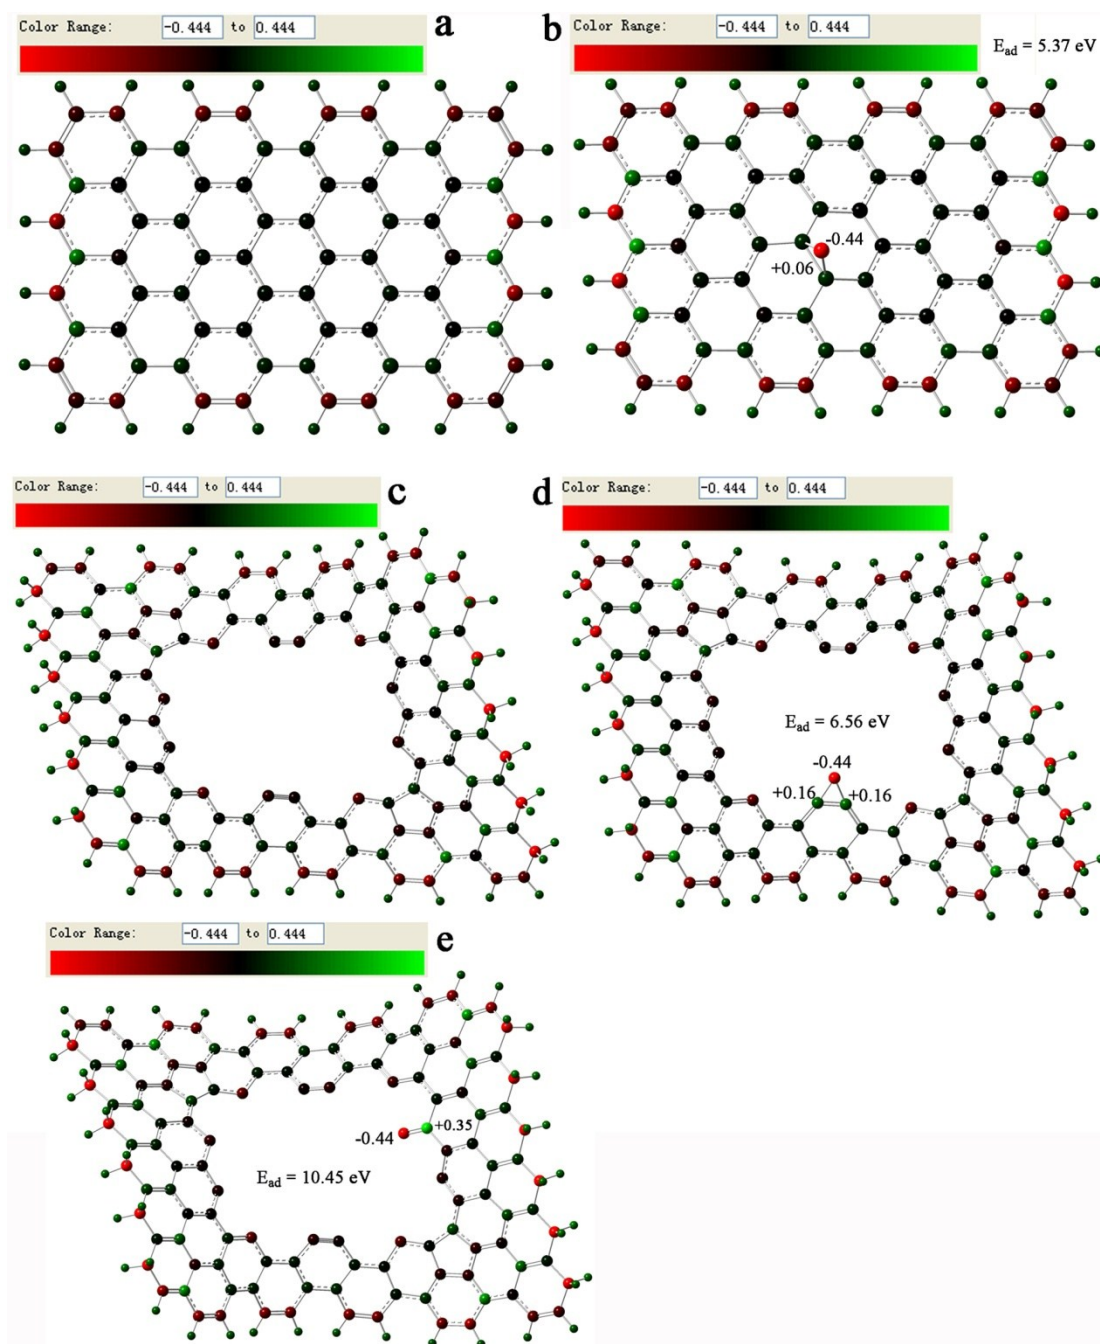 Color Range: -0.444 to 0.444 a
Color Range: -0.444 to 0.444 b
E_ad = 5.37 eV
-0.44
+0.06
Color Range: -0.444 to 0.444 c
Color Range: -0.444 to 0.444 d
E_ad = 6.56 eV
-0.44
+0.16 +0.16
Color Range: -0.444 to 0.444 e
-0.44 +0.35
E_ad = 10.45 eV